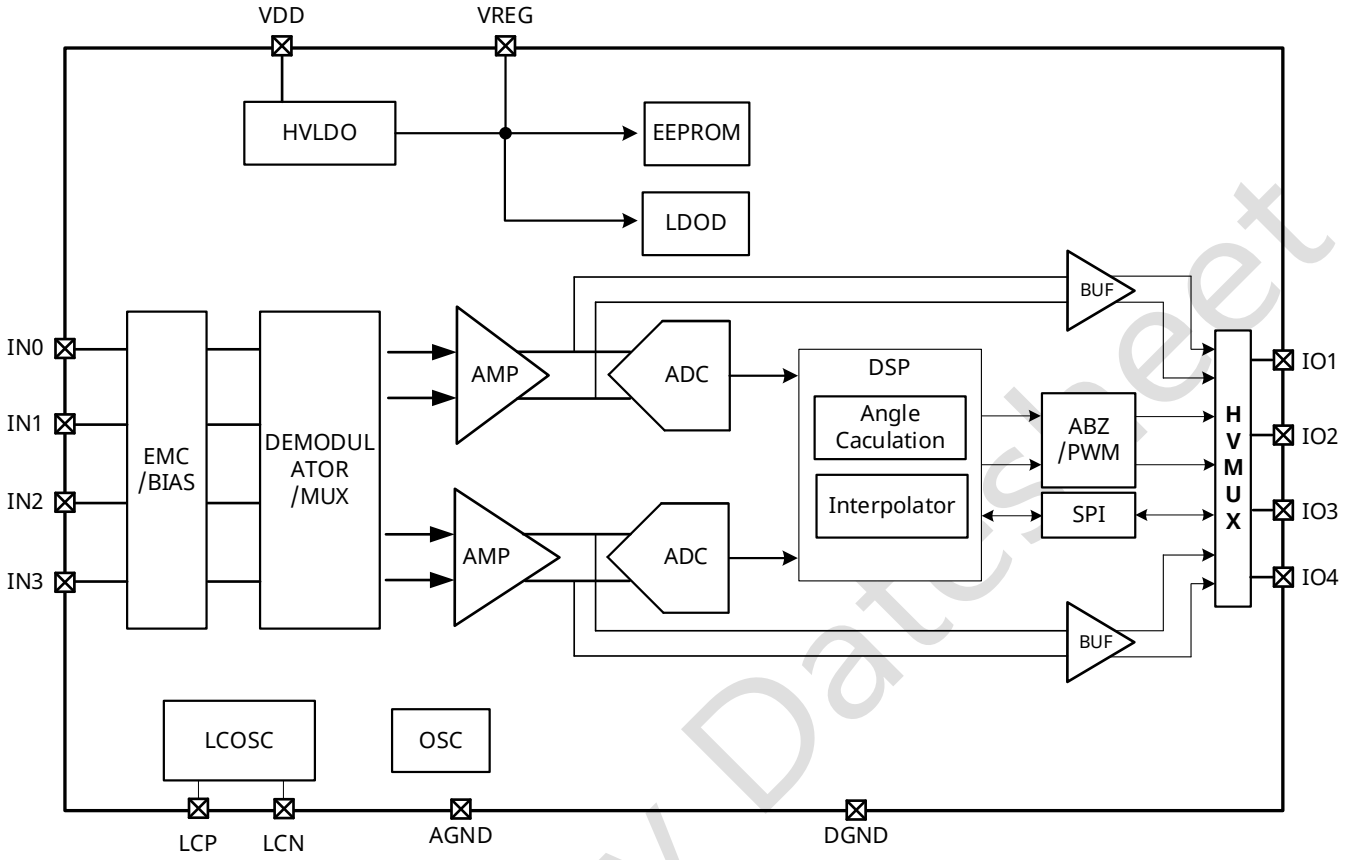 VDD
VREG
HVLDO
EEPROM
LDOD
BUF
IN0
IN1
IN2
IN3
EMC
/BIAS
DEMODUL
ATOR
/MUX
AMP
ADC
AMP
ADC
DSP
Angle
Caculation
Interpolator
ABZ
/PWM
SPI
BUF
H
V
M
U
X
IO1
IO2
IO3
IO4
LCOSC
OSC
LCP
LCN
AGND
DGND
y Datesheet